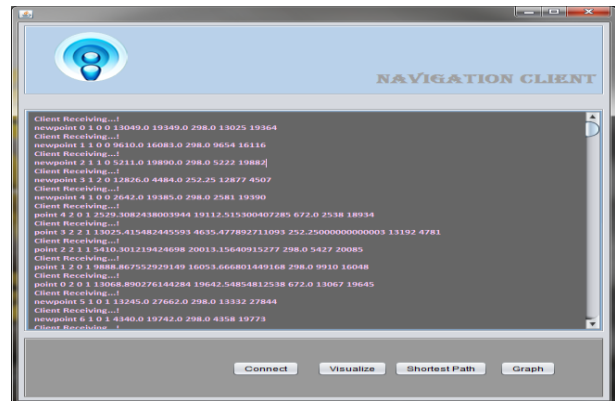 NAVIGATION CLIENT
Client Receiving...!
newpoint 0 1 0 0 13049.0 19349.0 298.0 13025 19364
Client Receiving...!
newpoint 1 1 0 0 9610.0 16083.0 298.0 9654 16116
Client Receiving...!
newpoint 2 1 1 0 5211.0 19890.0 298.0 5222 19882
Client Receiving...!
newpoint 3 1 2 0 12826.0 4484.0 252.25 12877 4507
Client Receiving...!
newpoint 4 1 0 0 2642.0 19385.0 298.0 2581 19390
Client Receiving...!
point 4 2 0 1 2529.3082438003944 19112.515300407285 672.0 2538 18934
Client Receiving...!
point 3 2 2 1 13025.415482445593 4635.477892711093 252.25000000000003 13192 4781
Client Receiving...!
point 2 2 1 1 5410.301219424698 20013.15640915277 298.0 5427 20085
Client Receiving...!
point 1 2 0 1 9888.867552929149 16053.666801449168 298.0 9910 16048
Client Receiving...!
point 0 2 0 1 13068.890276144284 19642.54854812538 672.0 13067 19645
Client Receiving...!
newpoint 5 1 0 1 13245.0 27662.0 298.0 13332 27844
Client Receiving...!
newpoint 6 1 0 1 4340.0 19742.0 298.0 4358 19773
Client Receiving...!
Connect Visualize Shortest Path Graph